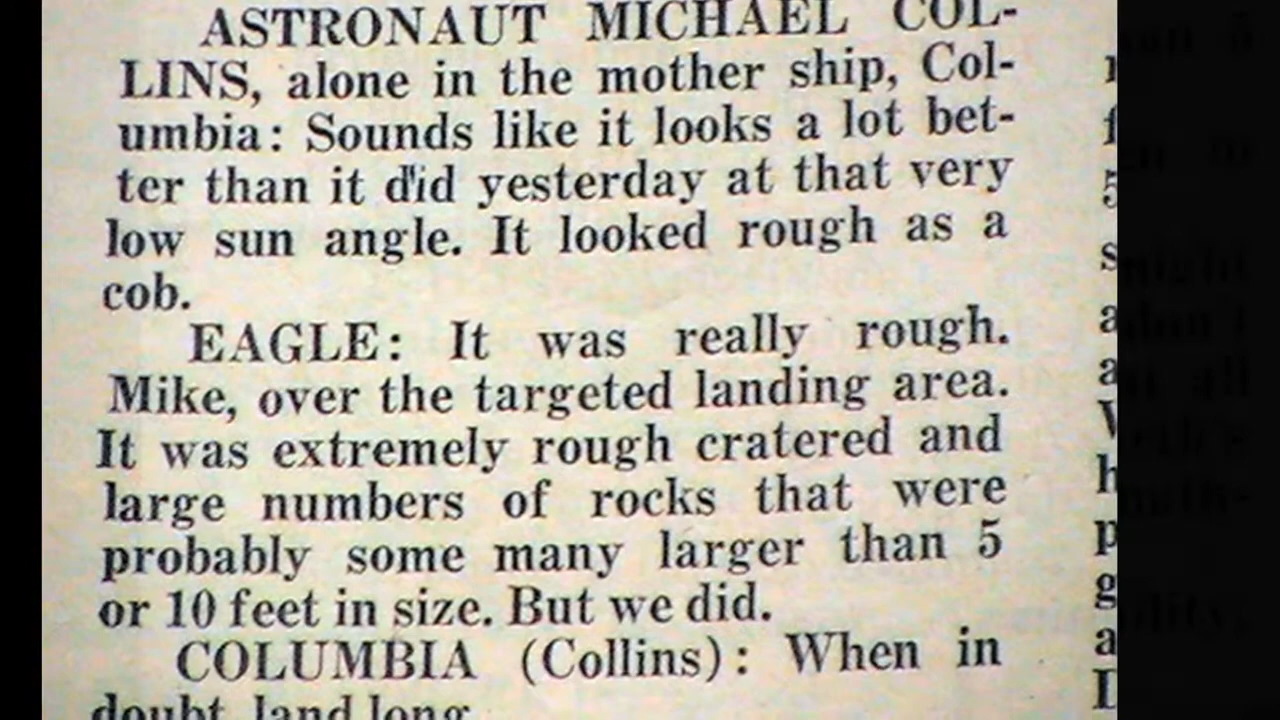 ASTRONAUT MICHAEL COL-
LINS, alone in the mother ship, Col-
umbia: Sounds like it looks a lot bet-
ter than it did yesterday at that very
low sun angle. It looked rough as a
cob.
EAGLE: It was really rough.
Mike, over the targeted landing area.
It was extremely rough cratered and
large numbers of rocks that were
probably some many larger than 5
or 10 feet in size. But we did.
COLUMBIA (Collins): When in
doubt, land long.